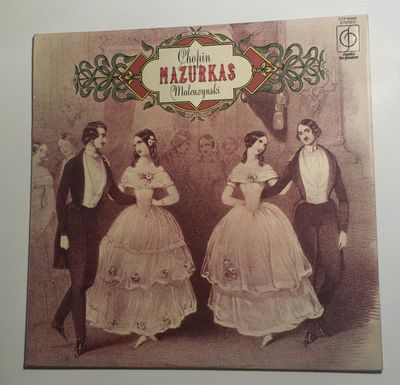 Chopin
MAZURKAS
Malcuzynski
STEREO
classics
for pleasure